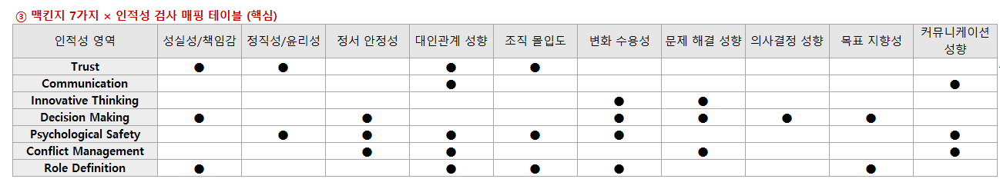 ③ 맥킨지 7가지 × 인적성 검사 매핑 테이블 (핵심)
인적성 영역 성실성/책임감 정직성/윤리성 정서 안정성 대인관계 성향 조직 몰입도 변화 수용성 문제 해결 성향 의사결정 성향 목표 지향성 커뮤니케이션 성향
Trust ● ● ● ●
Communication ● ●
Innovative Thinking ● ●
Decision Making ● ● ● ● ● ●
Psychological Safety ● ● ● ● ● ●
Conflict Management ● ● ● ●
Role Definition ● ● ● ● ●